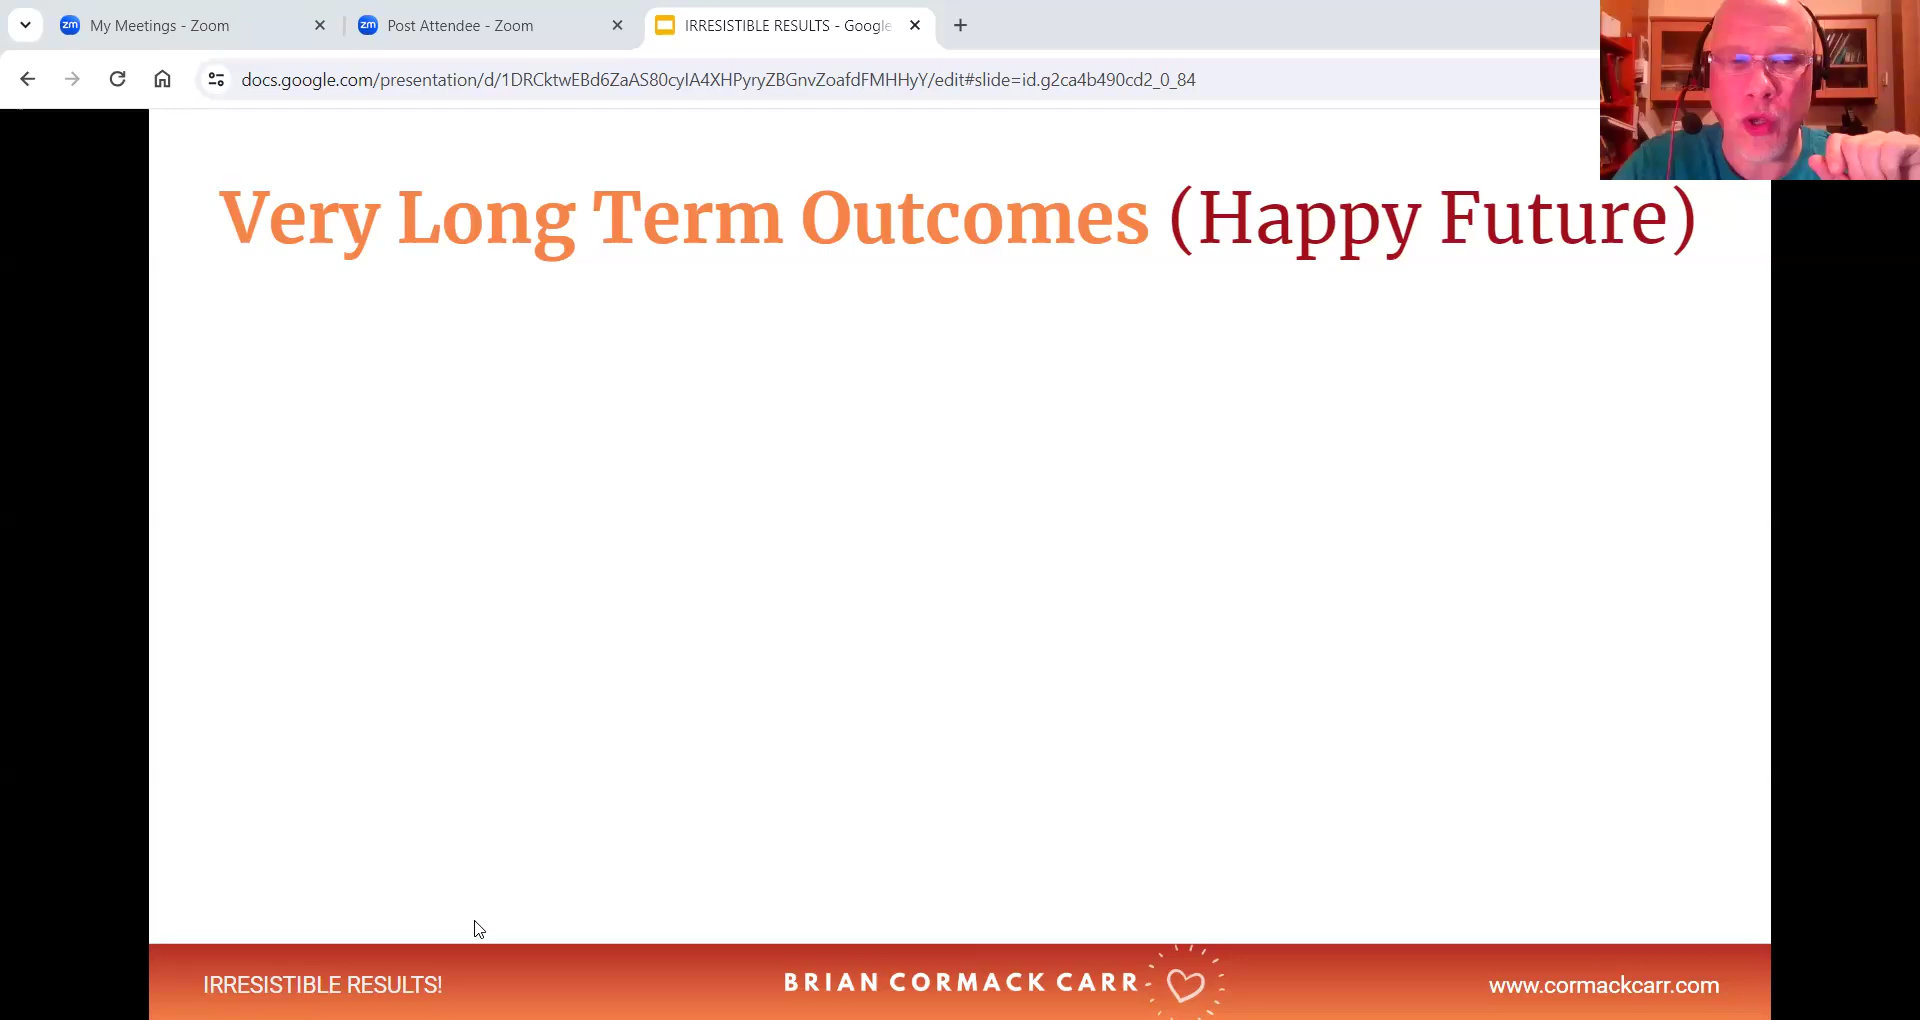 My Meetings - Zoom
Post Attendee - Zoom
IRRESISTIBLE RESULTS - Google
docs.google.com/presentation/d/1DRCktwEBd6ZaAS80cyIA4XHPyryZBGnvZoafdFMHHyY/edit#slide=id.g2ca4b490cd2_0_84
Very Long Term Outcomes (Happy Future)
IRRESISTIBLE RESULTS!
BRIAN CORMACK CARR
www.cormackcarr.com